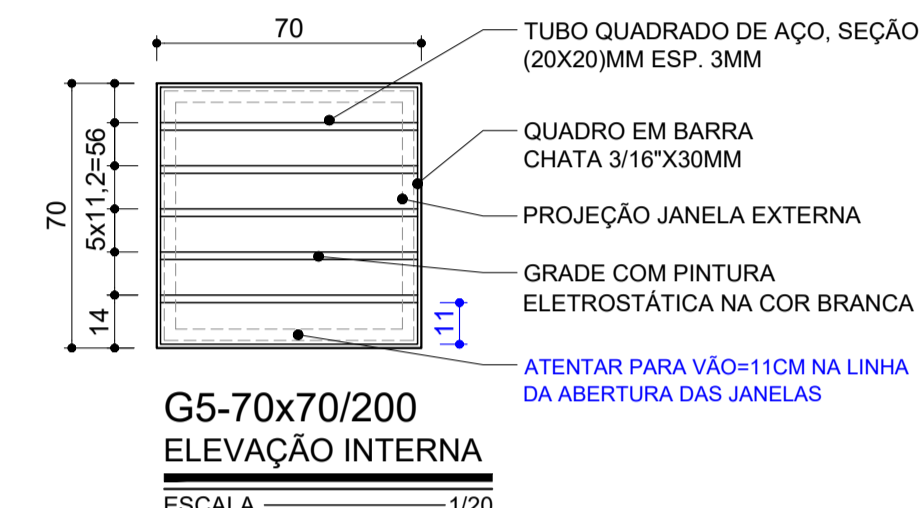 70
TUBO QUADRADO DE AÇO, SEÇÃO
(20X20)MM ESP. 3MM
QUADRO EM BARRA
CHATA 3/16"X30MM
70
5x11,2=56
PROJEÇÃO JANELA EXTERNA
GRADE COM PINTURA
ELETROSTÁTICA NA COR BRANCA
14
11
ATENTAR PARA VÃO=11CM NA LINHA
DA ABERTURA DAS JANELAS
G5-70x70/200
ELEVAÇÃO INTERNA
ESCALA 1/20